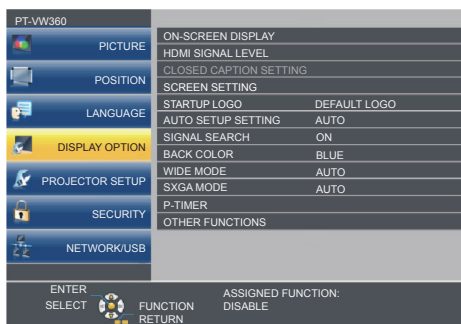 PT-VW360
PICTURE
POSITION
LANGUAGE
DISPLAY OPTION
PROJECTOR SETUP
SECURITY
NETWORK/USB
ON-SCREEN DISPLAY
HDMI SIGNAL LEVEL
CLOSED CAPTION SETTING
SCREEN SETTING
STARTUP LOGO DEFAULT LOGO
AUTO SETUP SETTING AUTO
SIGNAL SEARCH ON
BACK COLOR BLUE
WIDE MODE AUTO
SXGA MODE AUTO
P-TIMER
OTHER FUNCTIONS
ENTER
SELECT
FUNCTION
RETURN
ASSIGNED FUNCTION:
DISABLE